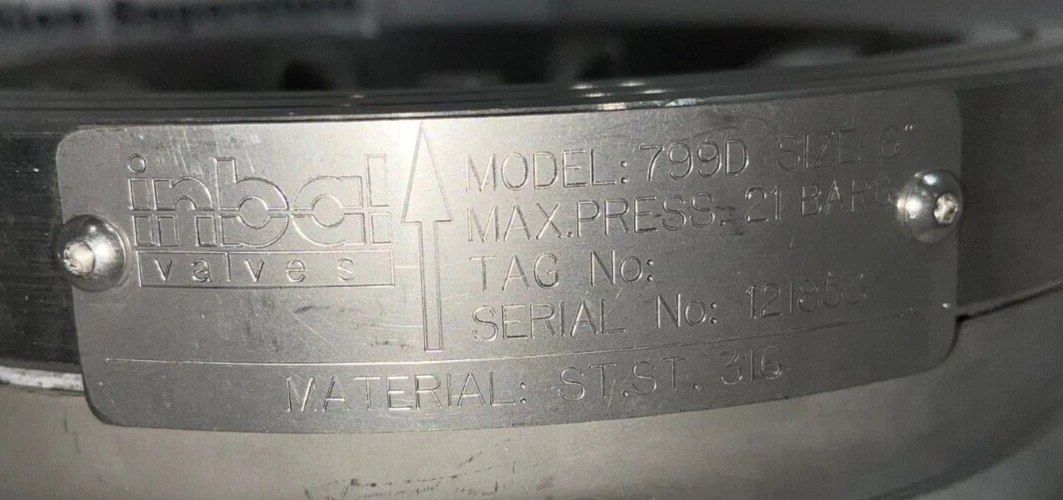 inbal
valves
MODEL: 799D SIZE: 6"
MAX.PRESS: 21 BARG
TAG No:
SERIAL No: 121853
MATERIAL: ST.ST. 316